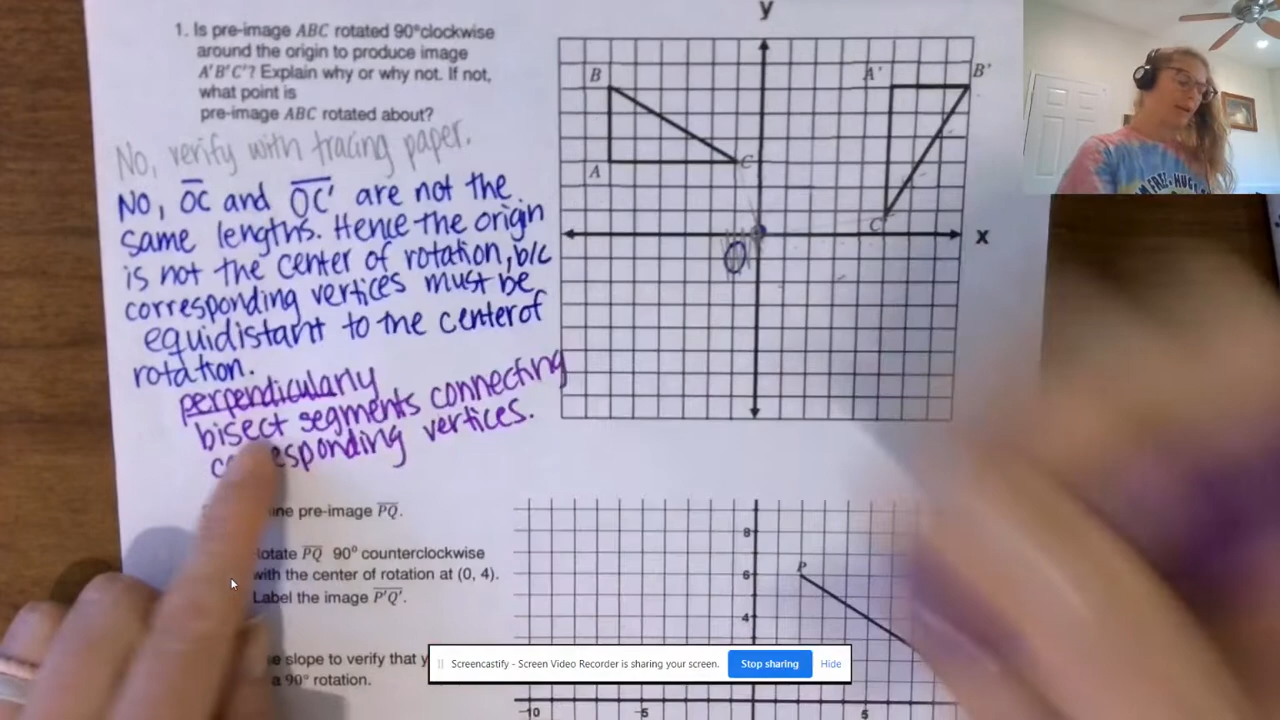 1. Is pre-image ABC rotated 90°clockwise
around the origin to produce image
A'B'C'? Explain why or why not. If not,
what point is
pre-image ABC rotated about?
No, verify with tracing paper.
No, OC and OC' are not the
same lengths. Hence the origin
is not the center of rotation, b/c
corresponding vertices must be
equidistant to the center of
rotation.
perpendicularly
bisect segments connecting
corresponding vertices.
y
B
A
C
A'
B'
C'
x
O
pre-image PQ.
PQ 90° counterclockwise
with the center of rotation at (0, 4).
Label the image P'Q'.
slope to verify that
a 90° rotation.
8
P
6
4
-10
-5
5
Screencastify - Screen Video Recorder is sharing your screen.
Stop sharing
Hide